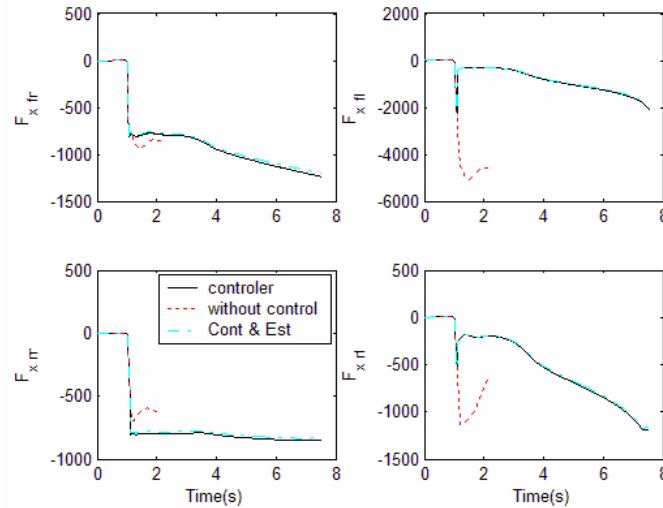 500
0
-500
-1000
-1500
0 2 4 6 8
F x fr
2000
0
-2000
-4000
-6000
0 2 4 6 8
F x fl
500
0
-500
-1000
0 2 4 6 8
F x rr
Time(s)
controler
without control
Cont & Est
500
0
-500
-1000
-1500
0 2 4 6 8
F x rl
Time(s)